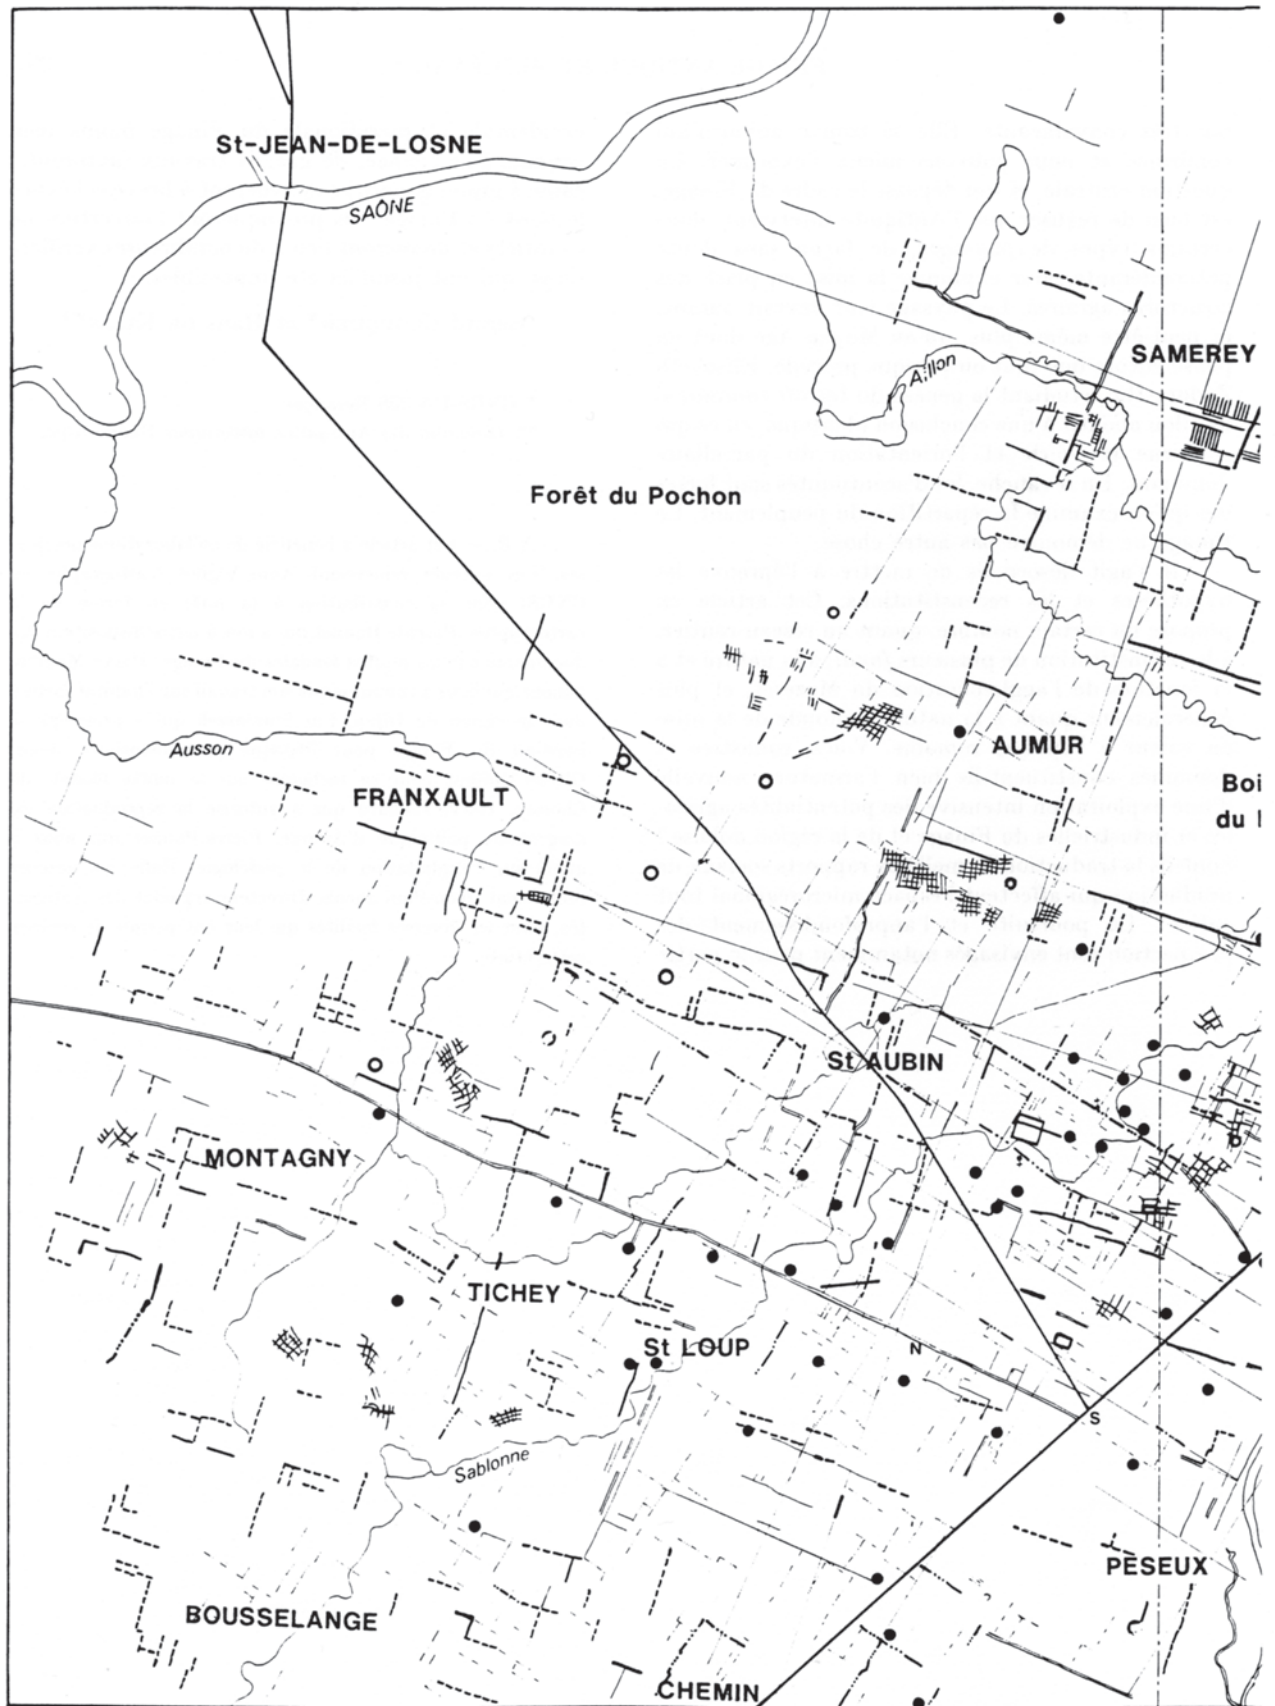 St-JEAN-DE-LOSNE
SAÔNE
SAMEREY
Aillon
Forêt du Pochon
AUMUR
Ausson
Boi
du
FRANXAULT
St AUBIN
MONTAGNY
TICHEY
St LOUP
N
S
Sablonne
PESEUX
BOUSSELANGE
CHEMIN